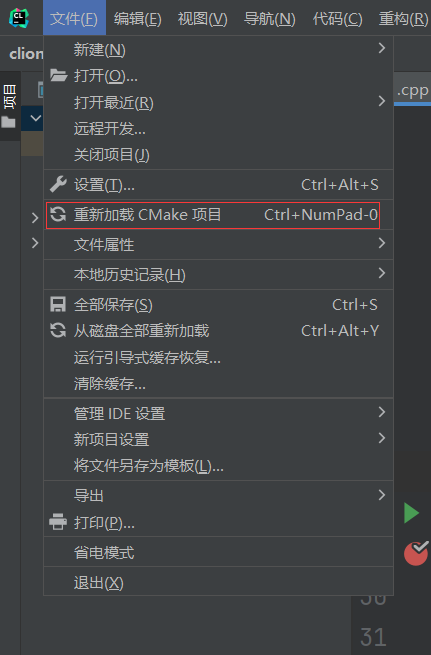 CL 文件(F) 编辑(E) 视图(V) 导航(N) 代码(C) 重构(R)
clion
项目
.cpp
新建(N)
打开(O)...
打开最近(R)
远程开发...
关闭项目(J)
设置(T)... Ctrl+Alt+S
重新加载 CMake 项目 Ctrl+NumPad-0
文件属性
本地历史记录(H)
全部保存(S) Ctrl+S
从磁盘全部重新加载 Ctrl+Alt+Y
运行引导式缓存恢复...
清除缓存...
管理 IDE 设置
新项目设置
将文件另存为模板(L)...
导出
打印(P)...
省电模式
退出(X)
30
31